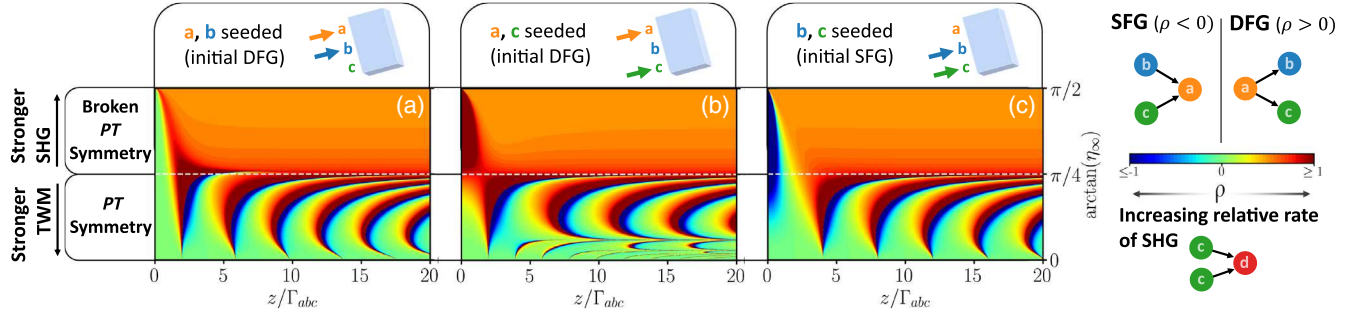 a, b seeded
(initial DFG)
a
b
c
a, c seeded
(initial DFG)
a
b
c
b, c seeded
(initial SFG)
a
b
c
SFG (ρ < 0)
DFG (ρ > 0)
b
a
c
a
b
c
Stronger
SHG
Stronger
TWM
Broken
PT
Symmetry
PT
Symmetry
(a)
(b)
(c)
π/2
π/4
0
arctan(η∞)
0 5 10 15 20
z/Γabc
0 5 10 15 20
z/Γabc
0 5 10 15 20
z/Γabc
≤-1 0 ≥1
ρ
Increasing relative rate
of SHG
c
c
d